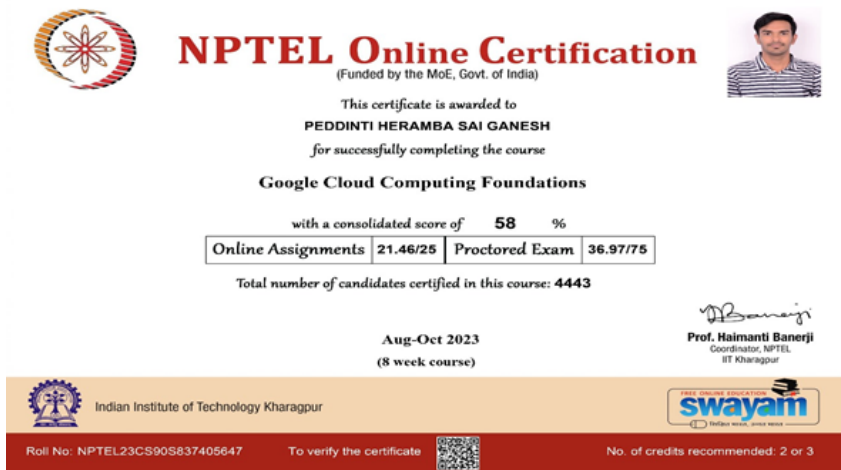 NPTEL Online Certification
(Funded by the MoE, Govt. of India)
This certificate is awarded to
PEDDINTI HERAMBA SAI GANESH
for successfully completing the course
Google Cloud Computing Foundations
with a consolidated score of 58 %
Online Assignments 21.46/25 Proctored Exam 36.97/75
Total number of candidates certified in this course: 4443
Aug-Oct 2023
(8 week course)
Prof. Haimanti Banerji
Coordinator, NPTEL
IIT Kharagpur
Indian Institute of Technology Kharagpur
FREE ONLINE EDUCATION
swayam
Roll No: NPTEL23CS90S837405647
To verify the certificate
No. of credits recommended: 2 or 3